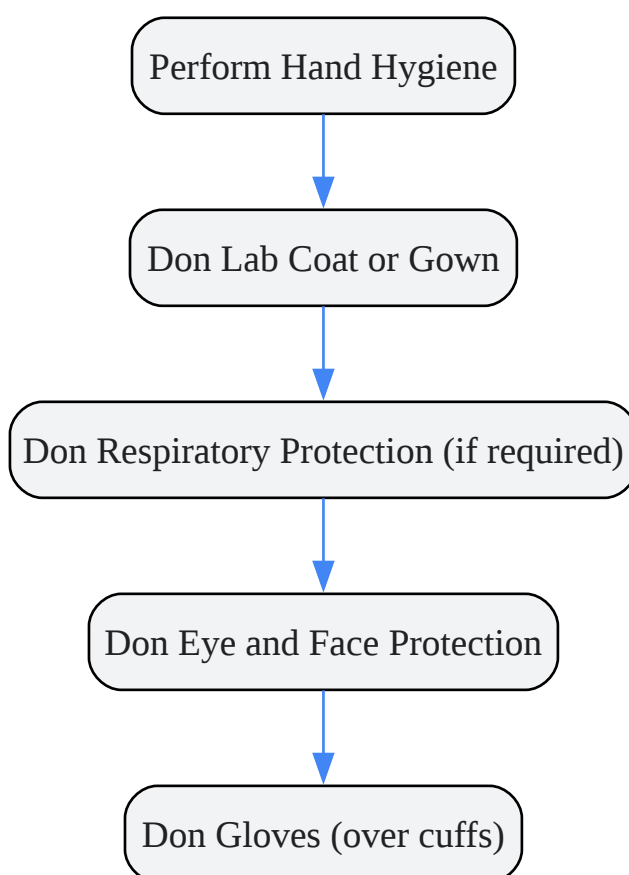 Perform Hand Hygiene
Don Lab Coat or Gown
Don Respiratory Protection (if required)
Don Eye and Face Protection
Don Gloves (over cuffs)